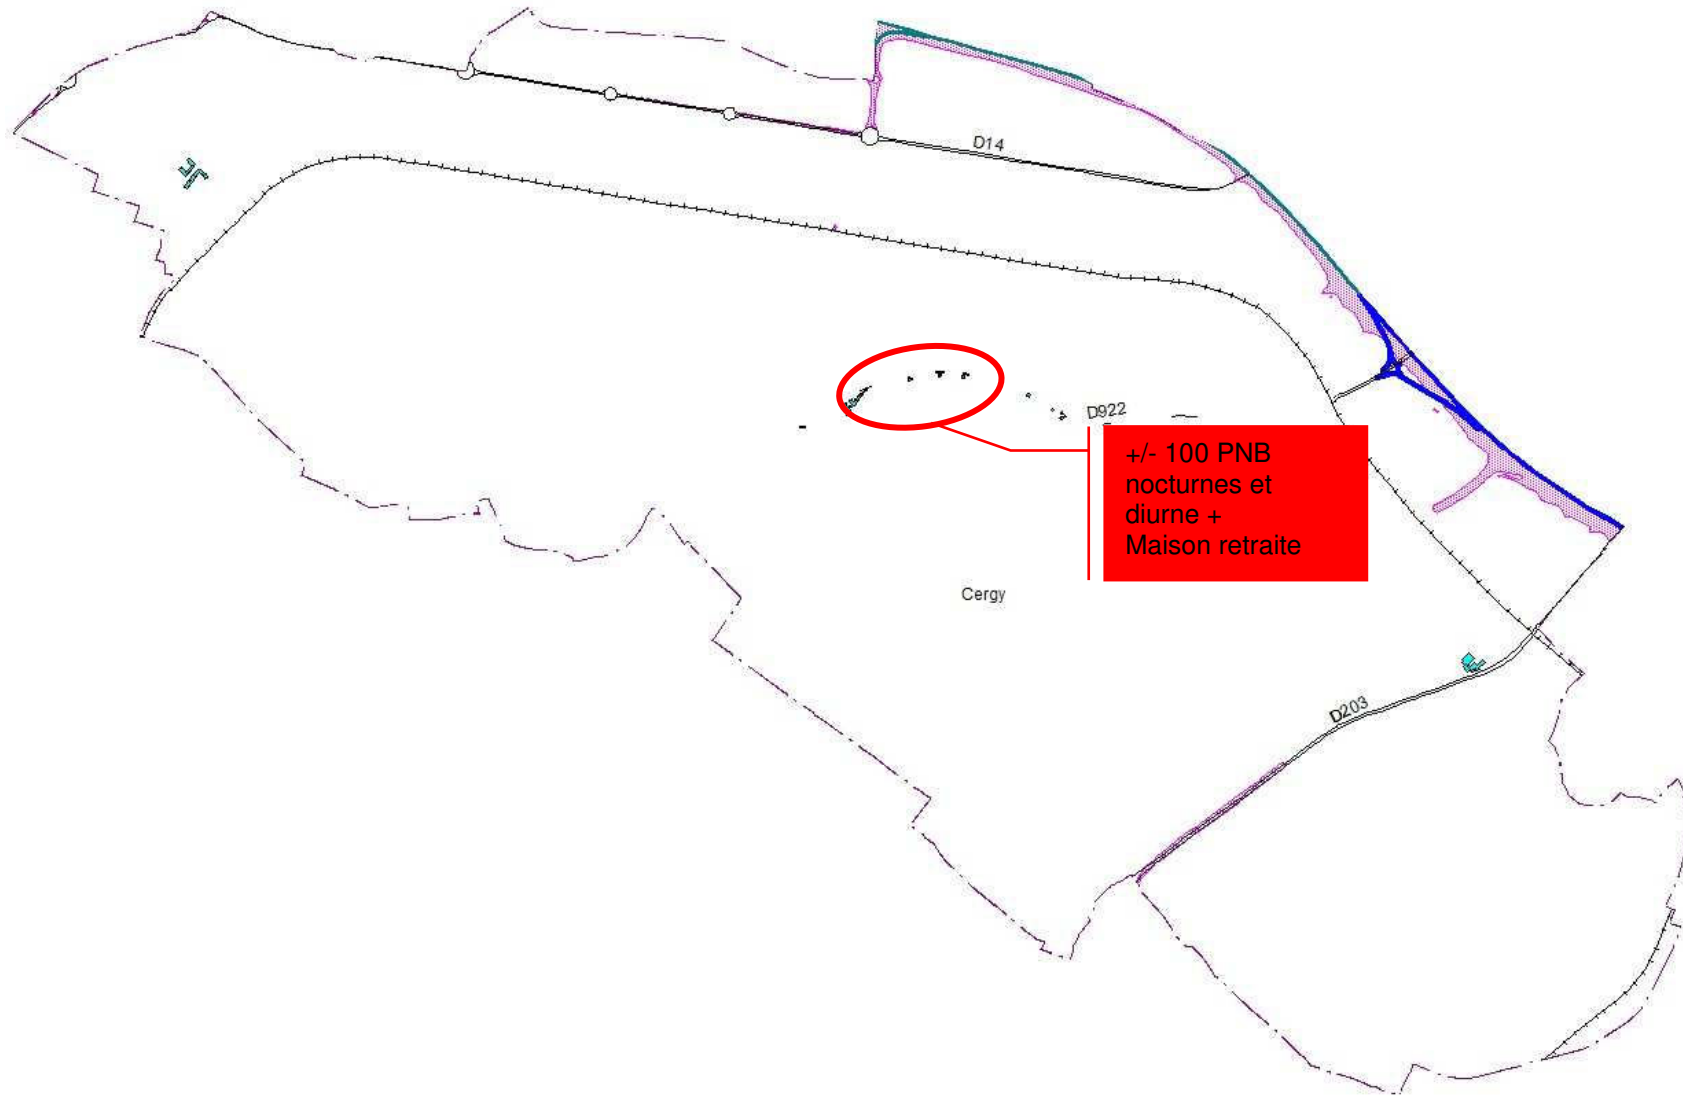 D14
D922
+/- 100 PNB
nocturnes et
diurne +
Maison retraite
Cergy
D203